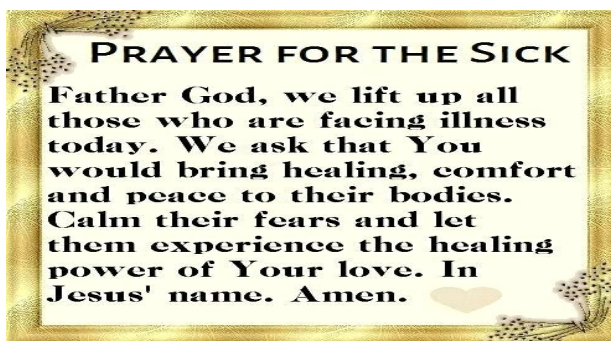 PRAYER FOR THE SICK
Father God, we lift up all
those who are facing illness
today. We ask that You
would bring healing, comfort
and peace to their bodies.
Calm their fears and let
them experience the healing
power of Your love. In
Jesus' name. Amen.